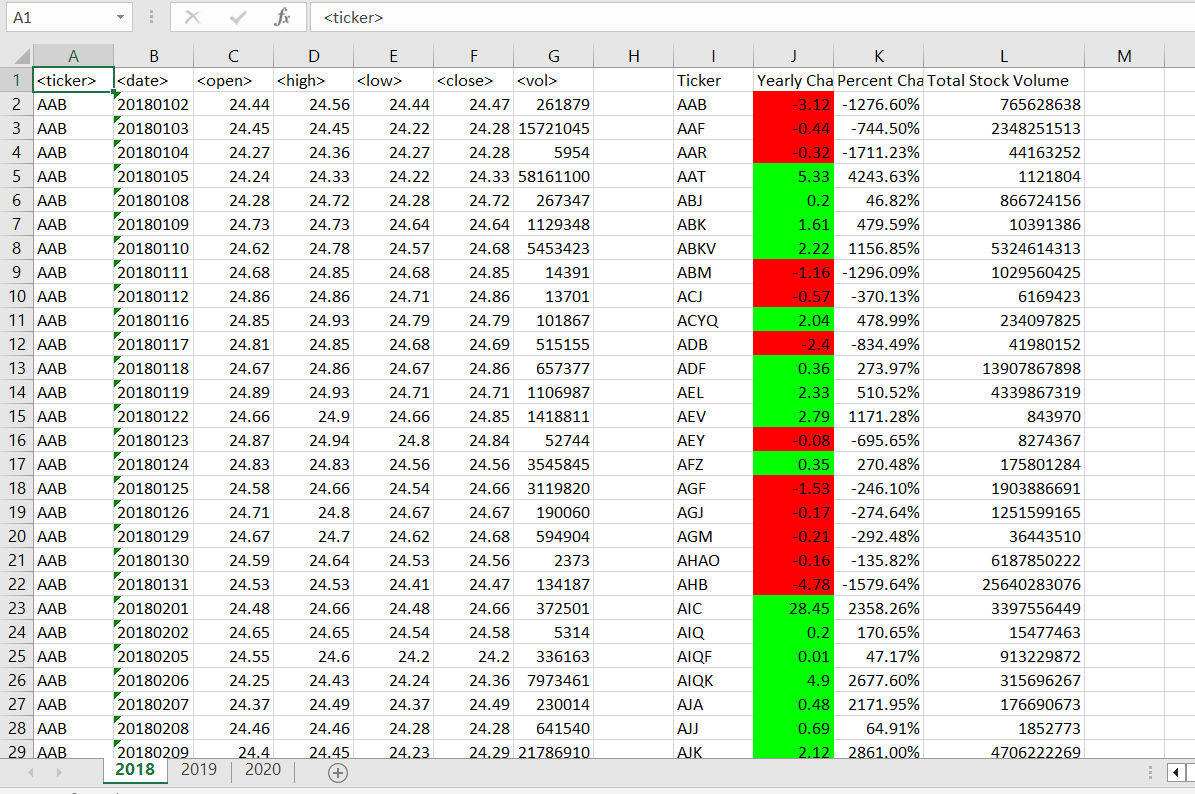 A1 fx <ticker>
A B C D E F G H I J K L M
1 <ticker> <date> <open> <high> <low> <close> <vol> Ticker Yearly Cha Percent Cha Total Stock Volume
2 AAB 20180102 24.44 24.56 24.44 24.47 261879 AAB -3.12 -1276.60% 765628638
3 AAB 20180103 24.45 24.45 24.22 24.28 15721045 AAF -0.44 -744.50% 2348251513
4 AAB 20180104 24.27 24.36 24.27 24.28 5954 AAR -0.32 -1711.23% 44163252
5 AAB 20180105 24.24 24.33 24.22 24.33 58161100 AAT 5.33 4243.63% 1121804
6 AAB 20180108 24.28 24.72 24.28 24.72 267347 ABJ 0.2 46.82% 866724156
7 AAB 20180109 24.73 24.73 24.64 24.64 1129348 ABK 1.61 479.59% 10391386
8 AAB 20180110 24.62 24.78 24.57 24.68 5453423 ABKV 2.22 1156.85% 5324614313
9 AAB 20180111 24.68 24.85 24.68 24.85 14391 ABM -1.16 -1296.09% 1029560425
10 AAB 20180112 24.86 24.86 24.71 24.86 13701 ACJ -0.57 -370.13% 6169423
11 AAB 20180116 24.85 24.93 24.79 24.79 101867 ACYQ 2.04 478.99% 234097825
12 AAB 20180117 24.81 24.85 24.68 24.69 515155 ADB -2.4 -834.49% 41980152
13 AAB 20180118 24.67 24.86 24.67 24.86 657377 ADF 0.36 273.97% 13907867898
14 AAB 20180119 24.89 24.93 24.71 24.71 1106987 AEL 2.33 510.52% 4339867319
15 AAB 20180122 24.66 24.9 24.66 24.85 1418811 AEV 2.79 1171.28% 843970
16 AAB 20180123 24.87 24.94 24.8 24.84 52744 AEY -0.08 -695.65% 8274367
17 AAB 20180124 24.83 24.83 24.56 24.56 3545845 AFZ 0.35 270.48% 175801284
18 AAB 20180125 24.58 24.66 24.54 24.66 3119820 AGF -1.53 -246.10% 1903886691
19 AAB 20180126 24.71 24.8 24.67 24.67 190060 AGJ -0.17 -274.64% 1251599165
20 AAB 20180129 24.67 24.7 24.62 24.68 594904 AGM -0.21 -292.48% 36443510
21 AAB 20180130 24.59 24.64 24.53 24.56 2373 AHAO -0.16 -135.82% 6187850222
22 AAB 20180131 24.53 24.53 24.41 24.47 134187 AHB -4.78 -1579.64% 25640283076
23 AAB 20180201 24.48 24.66 24.48 24.66 372501 AIC 28.45 2358.26% 3397556449
24 AAB 20180202 24.65 24.65 24.54 24.58 5314 AIQ 0.2 170.65% 15477463
25 AAB 20180205 24.55 24.6 24.2 24.2 336163 AIQF 0.01 47.17% 913229872
26 AAB 20180206 24.25 24.43 24.24 24.36 7973461 AIQK 4.9 2677.60% 315696267
27 AAB 20180207 24.37 24.49 24.37 24.49 230014 AJA 0.48 2171.95% 176690673
28 AAB 20180208 24.46 24.46 24.28 24.28 641540 AJJ 0.69 64.91% 1852773
29 AAB 20180209 24.4 24.45 24.23 24.29 21786910 AJK 2.12 2861.00% 4706222269
2018 2019 2020